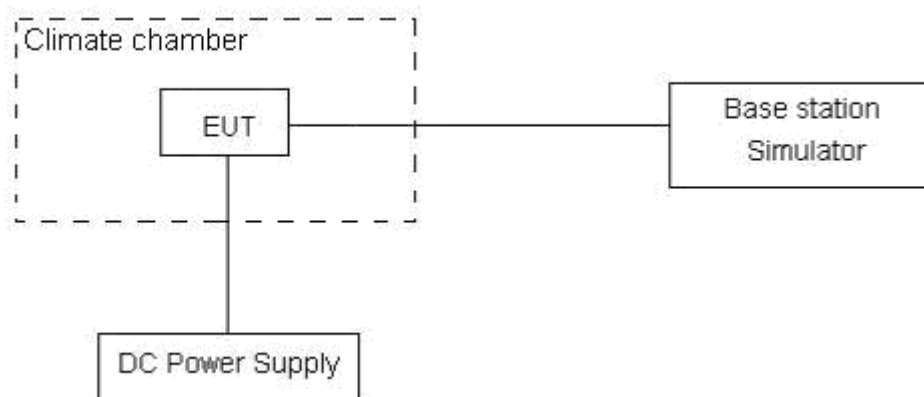 Climate chamber
EUT
Base station
Simulator
DC Power Supply